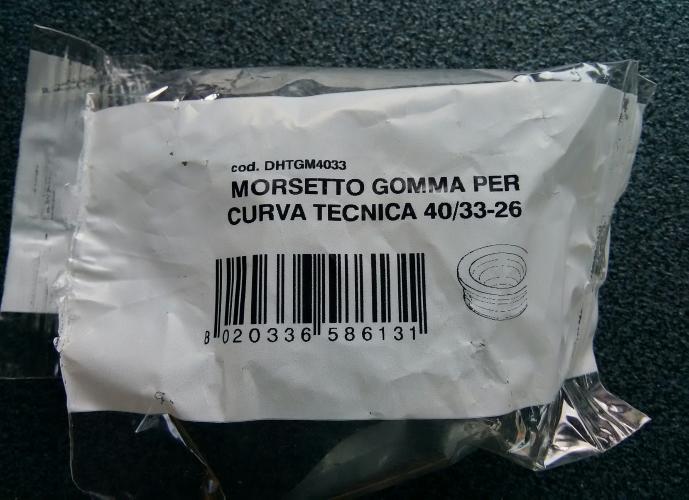 cod. DHTGM4033
MORSETTO GOMMA PER
CURVA TECNICA 40/33-26
8 020336 586131